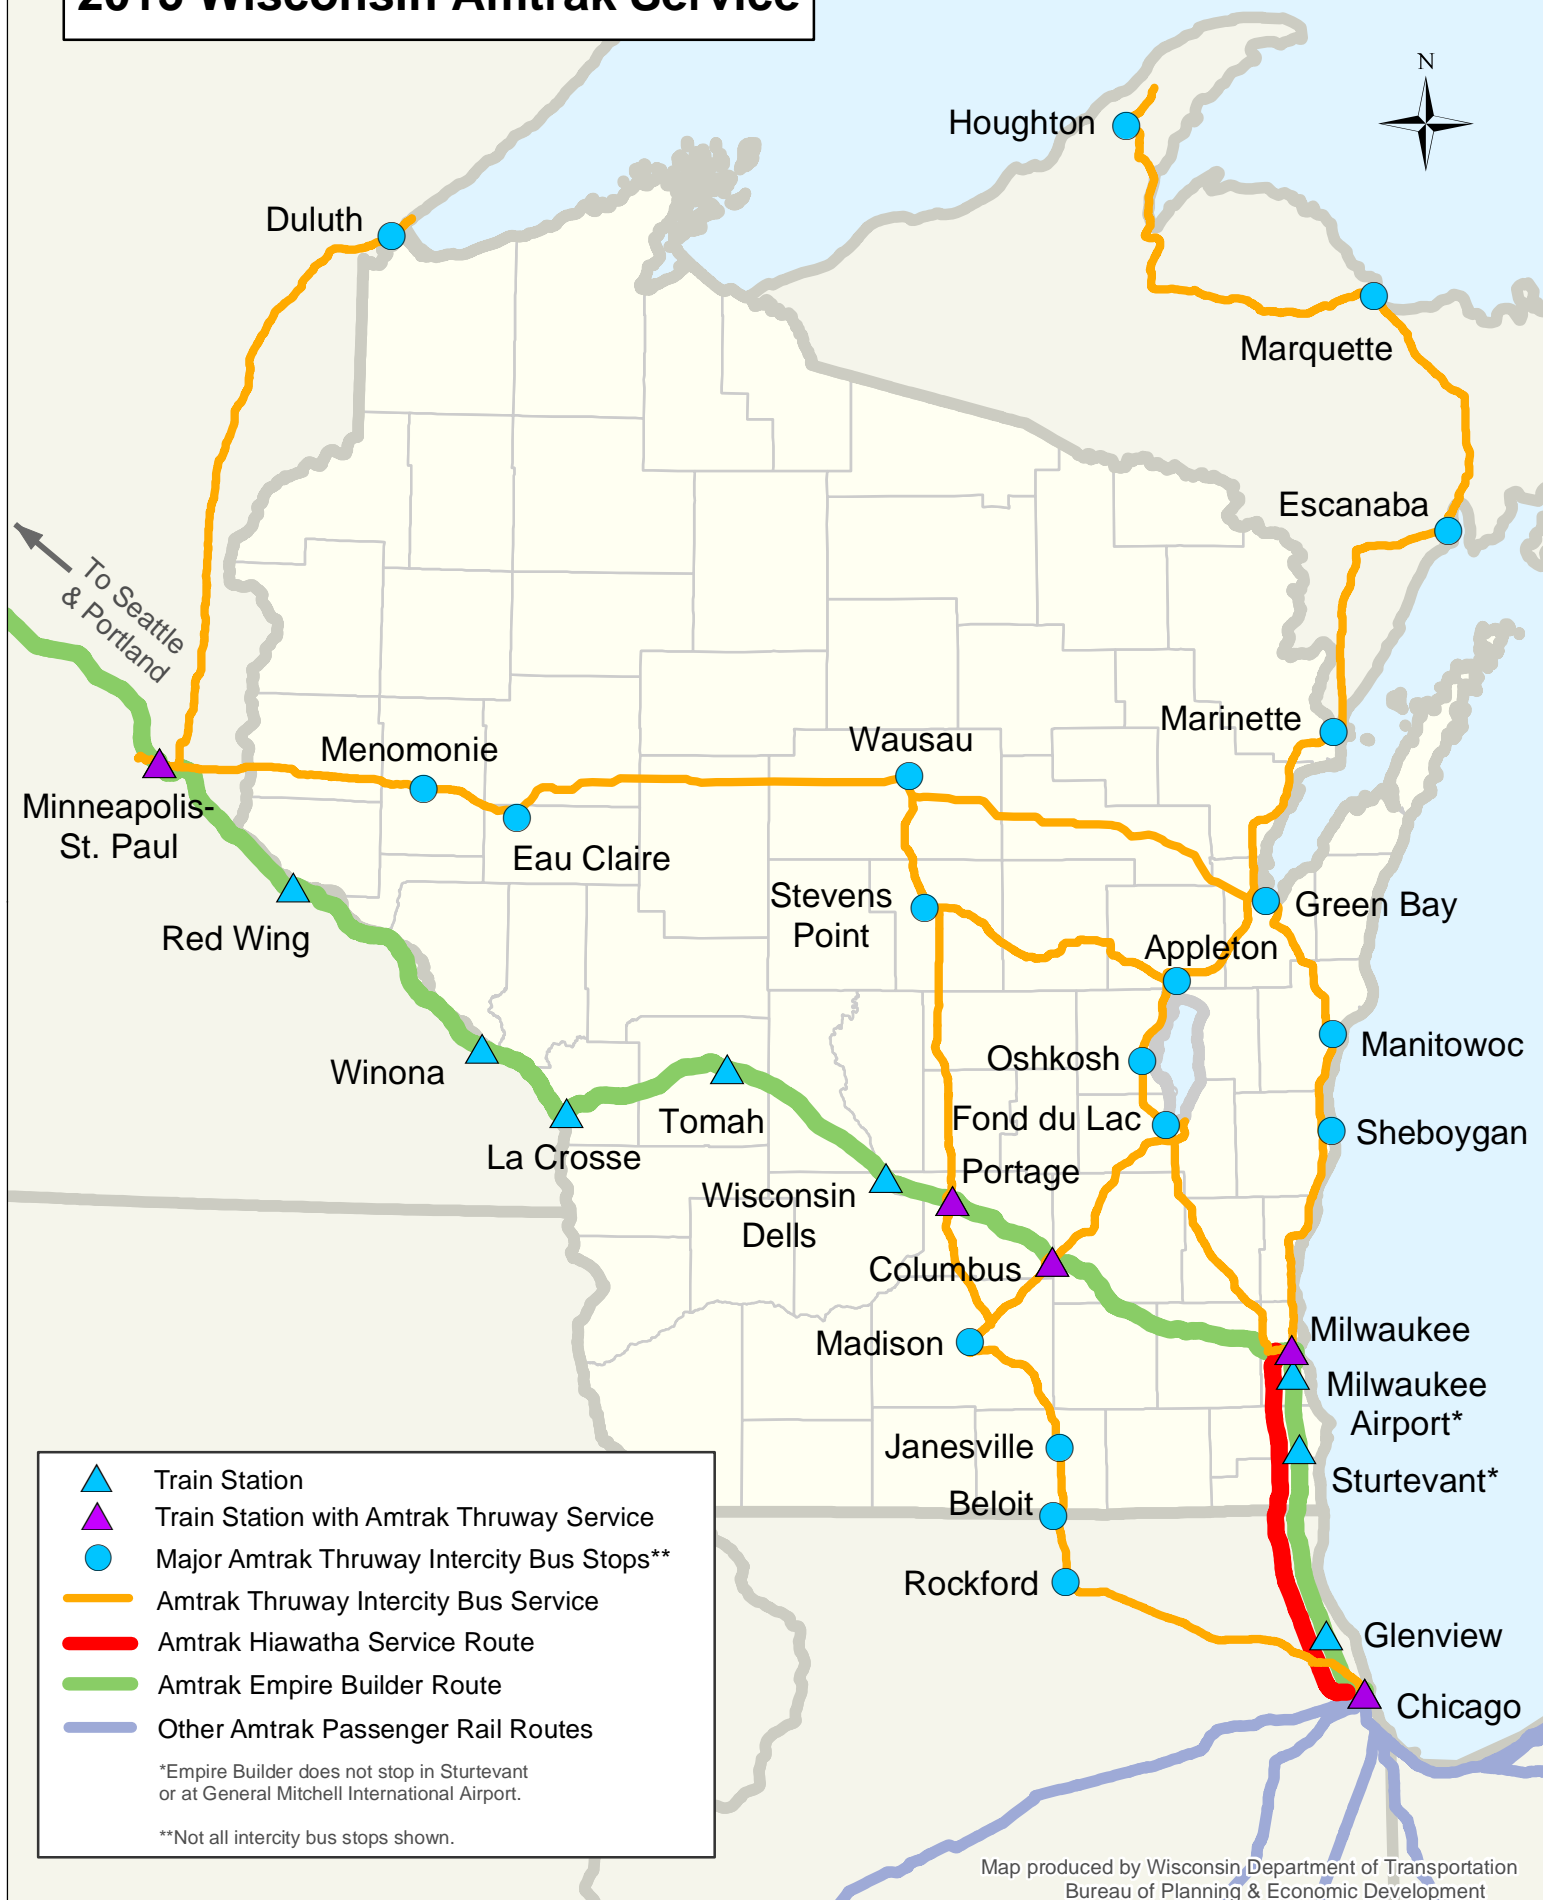 2010 Wisconsin Amtrak Service
N
Houghton
Duluth
Marquette
Escanaba
To Seattle
& Portland
Marinette
Wausau
Menomonie
Minneapolis-
St. Paul
Eau Claire
Stevens
Point
Green Bay
Red Wing
Appleton
Manitowoc
Oshkosh
Winona
Fond du Lac
Tomah
Sheboygan
La Crosse
Portage
Wisconsin
Dells
Columbus
Milwaukee
Madison
Milwaukee
Airport*
Janesville
Sturtevant*
Beloit
Rockford
Glenview
Chicago
Train Station
Train Station with Amtrak Thruway Service
Major Amtrak Thruway Intercity Bus Stops**
Amtrak Thruway Intercity Bus Service
Amtrak Hiawatha Service Route
Amtrak Empire Builder Route
Other Amtrak Passenger Rail Routes
*Empire Builder does not stop in Sturtevant
or at General Mitchell International Airport.
**Not all intercity bus stops shown.
Map produced by Wisconsin Department of Transportation
Bureau of Planning & Economic Development